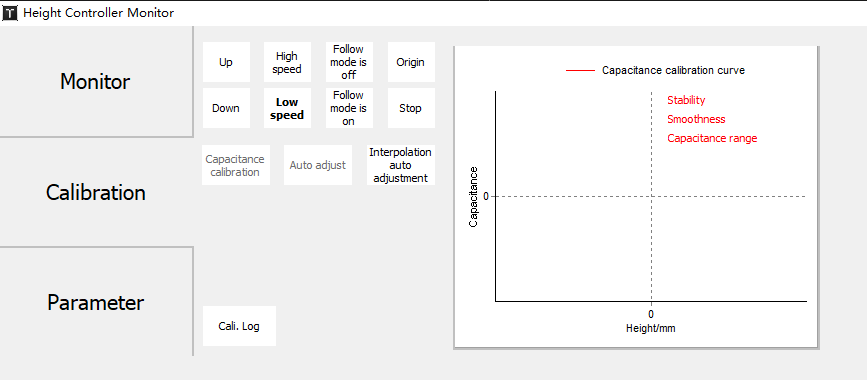 Height Controller Monitor
Monitor
Calibration
Parameter
Up
High
speed
Follow
mode is
off
Origin
Down
Low
speed
Follow
mode is
on
Stop
Capacitance
calibration
Auto adjust
Interpolation
auto
adjustment
Cali. Log
Capacitance calibration curve
Stability
Smoothness
Capacitance range
Capacitance
0
0
Height/mm